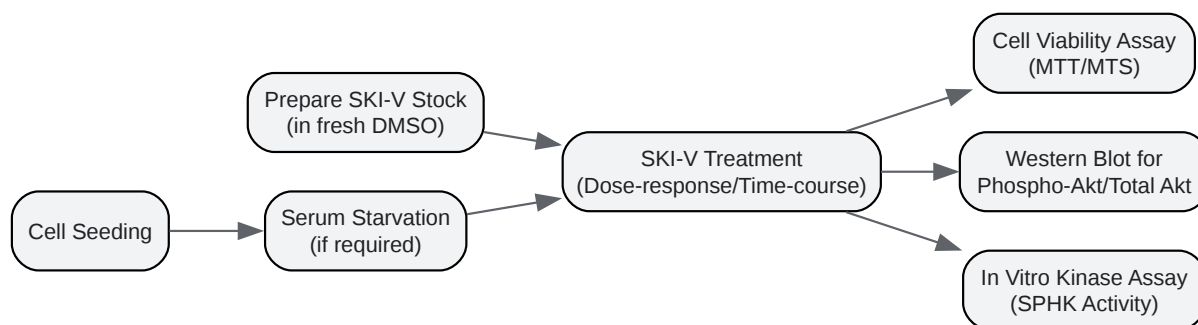 Cell Seeding
Prepare SKI-V Stock
(in fresh DMSO)
Serum Starvation
(if required)
SKI-V Treatment
(Dose-response/Time-course)
Cell Viability Assay
(MTT/MTS)
Western Blot for
Phospho-Akt/Total Akt
In Vitro Kinase Assay
(SPHK Activity)